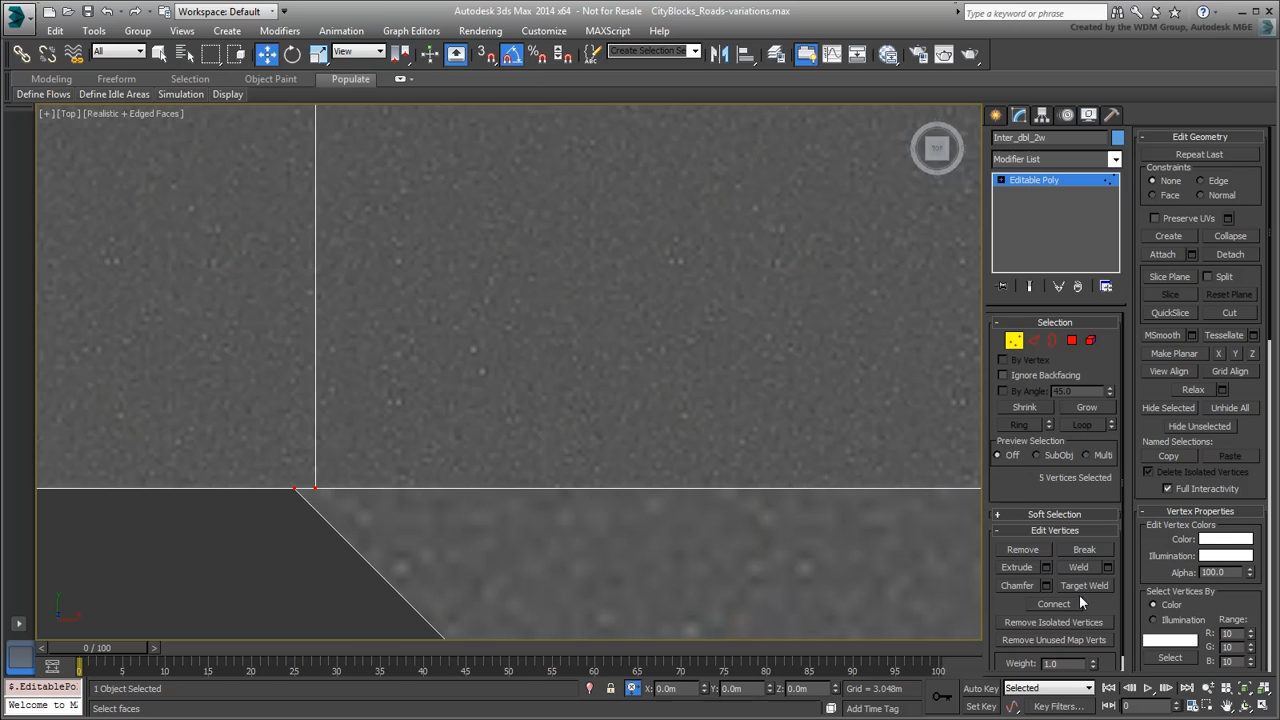 Workspace: Default
Autodesk 3ds Max 2014 x64 - Not for Resale CityBlocks_Roads-variations.max
Type a keyword or phrase
Created by the WDM Group, Autodesk M&E
Edit Tools Group Views Create Modifiers Animation Graph Editors Rendering Customize MAXScript Help
All View Create Selection Se
Modeling Freeform Selection Object Paint Populate
Define Flows Define Idle Areas Simulation Display
[+] [Top] [Realistic + Edged Faces]
TOP
Inter_dbl_2w
Modifier List
Editable Poly
Selection
By Vertex
Ignore Backfacing
By Angle: 45.0
Shrink Grow
Ring Loop
Preview Selection
Off SubObj Multi
5 Vertices Selected
Soft Selection
Edit Vertices
Remove Break
Extrude Weld
Chamfer Target Weld
Connect
Remove Isolated Vertices
Remove Unused Map Verts
Weight: 1.0
Edit Geometry
Repeat Last
Constraints
None Edge
Face Normal
Preserve UVs
Create Collapse
Attach Detach
Slice Plane Split
Slice Reset Plane
QuickSlice Cut
MSmooth Tessellate
Make Planar X Y Z
View Align Grid Align
Relax
Hide Selected Unhide All
Hide Unselected
Named Selections:
Copy Paste
Delete Isolated Vertices
Full Interactivity
Vertex Properties
Edit Vertex Colors
Color:
Illumination:
Alpha: 100.0
Select Vertices By
Color
Illumination Range:
R: 10
G: 10
B: 10
Select
0 / 100
0 5 10 15 20 25 30 35 40 45 50 55 60 65 70 75 80 85 90 95 100
$.EditablePo
Welcome to M
1 Object Selected
Select faces
X: 0.0m Y: 0.0m Z: 0.0m Grid = 3.048m
Add Time Tag
Auto Key Selected
Set Key Key Filters... 0